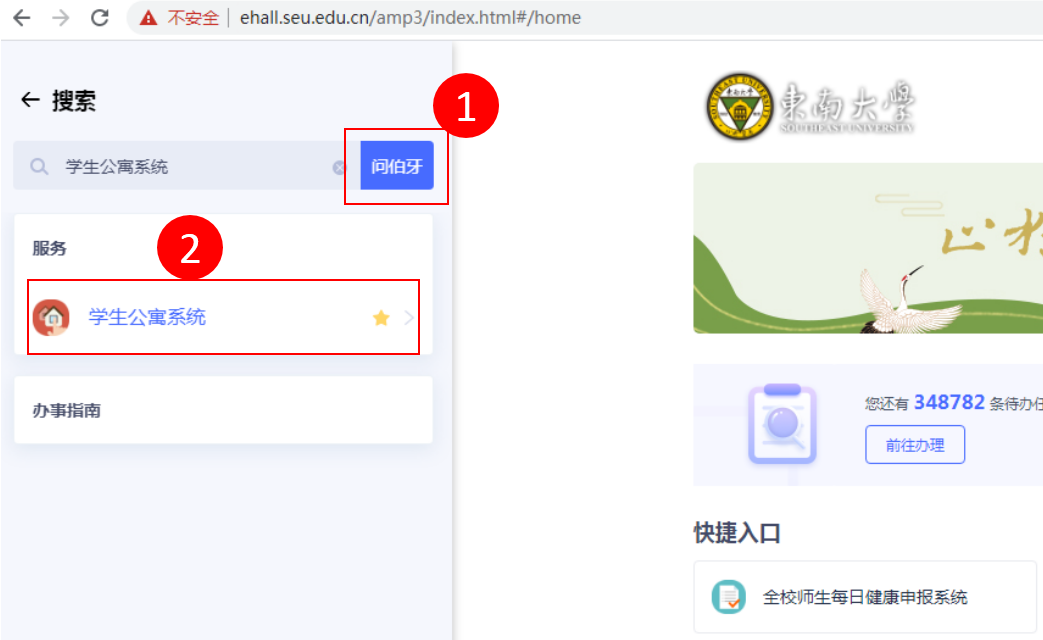 不安全 ehall.seu.edu.cn/amp3/index.html#/home
搜索
1
学生公寓系统
问伯牙
服务
2
学生公寓系统
办事指南
東南大學
SOUTHEAST UNIVERSITY
您还有 348782 条待办任
前往办理
快捷入口
全校师生每日健康申报系统